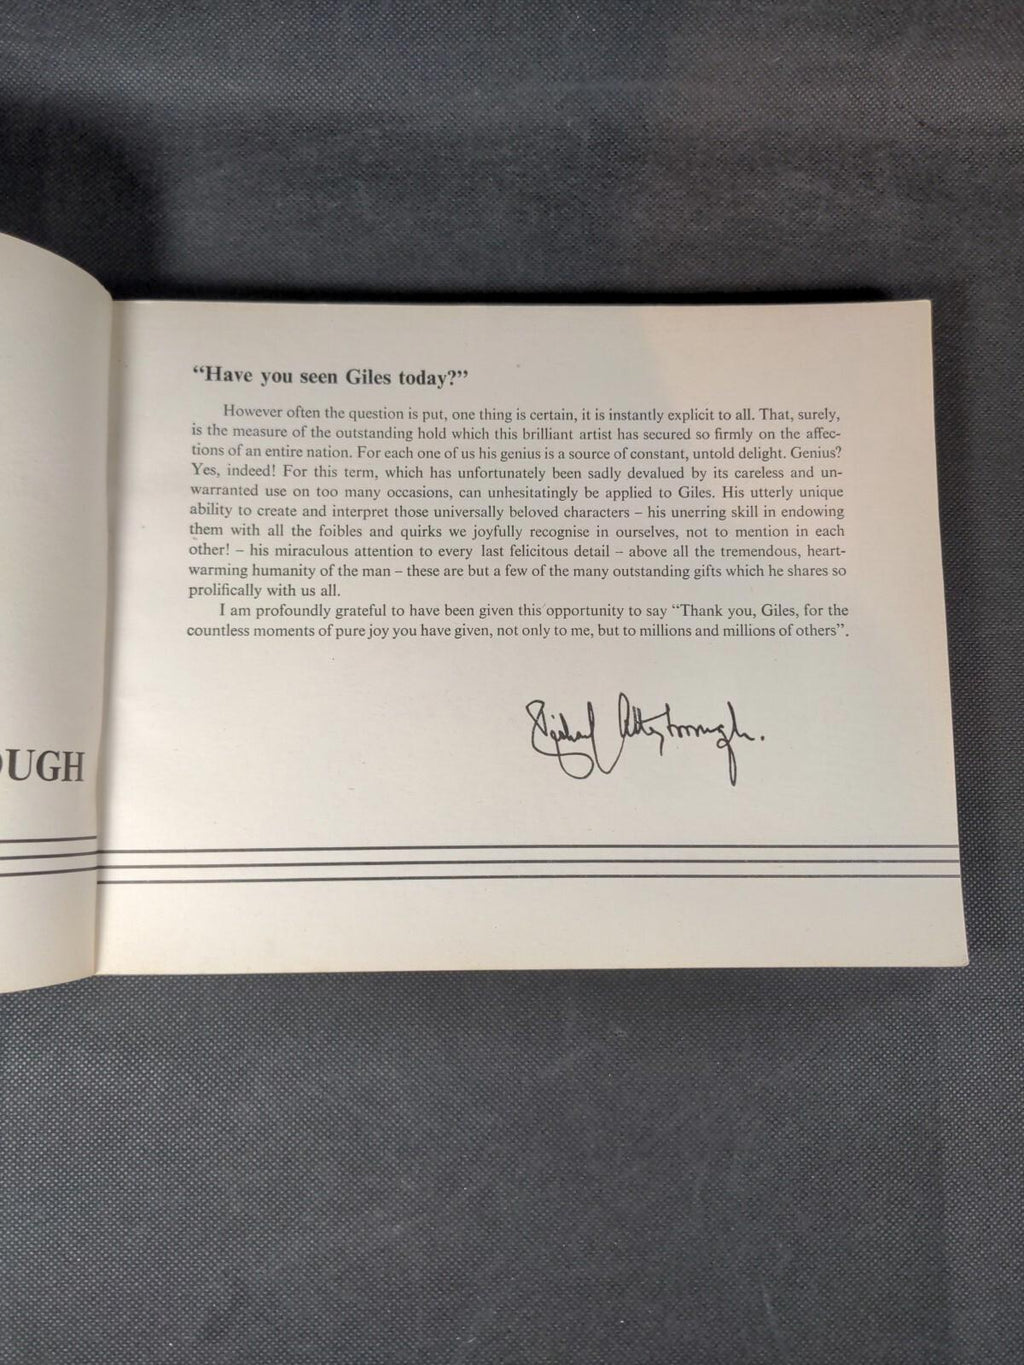 OUGH
“Have you seen Giles today?”
However often the question is put, one thing is certain, it is instantly explicit to all. That, surely,
is the measure of the outstanding hold which this brilliant artist has secured so firmly on the affec-
tions of an entire nation. For each one of us his genius is a source of constant, untold delight. Genius?
Yes, indeed! For this term, which has unfortunately been sadly devalued by its careless and un-
warranted use on too many occasions, can unhesitatingly be applied to Giles. His utterly unique
ability to create and interpret those universally beloved characters – his unerring skill in endowing
them with all the foibles and quirks we joyfully recognise in ourselves, not to mention in each
other! – his miraculous attention to every last felicitous detail – above all the tremendous, heart-
warming humanity of the man – these are but a few of the many outstanding gifts which he shares so
prolifically with us all.
I am profoundly grateful to have been given this opportunity to say “Thank you, Giles, for the
countless moments of pure joy you have given, not only to me, but to millions and millions of others”.
Richard Attenborough.